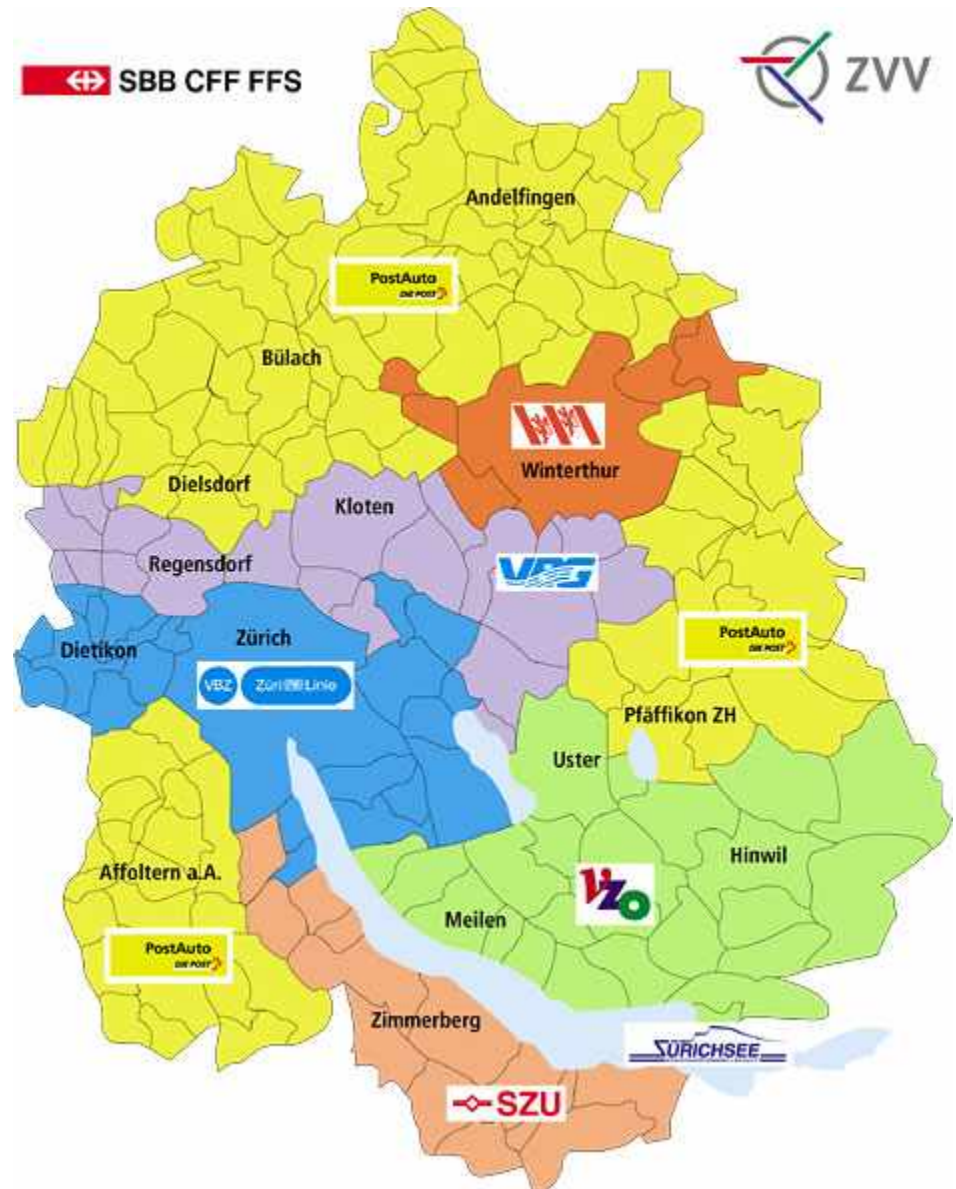 SBB CFF FFS
ZVV
Andelfingen
PostAuto
DIE POST
Bülach
Winterthur
Dielsdorf
Kloten
Regensdorf
VBG
Dietikon
Zürich
VBZ Züri Linie
PostAuto
DIE POST
Pfäffikon ZH
Uster
Hinwil
Affoltern a.A.
VZO
Meilen
PostAuto
DIE POST
Zimmerberg
ZÜRICHSEE
SZU